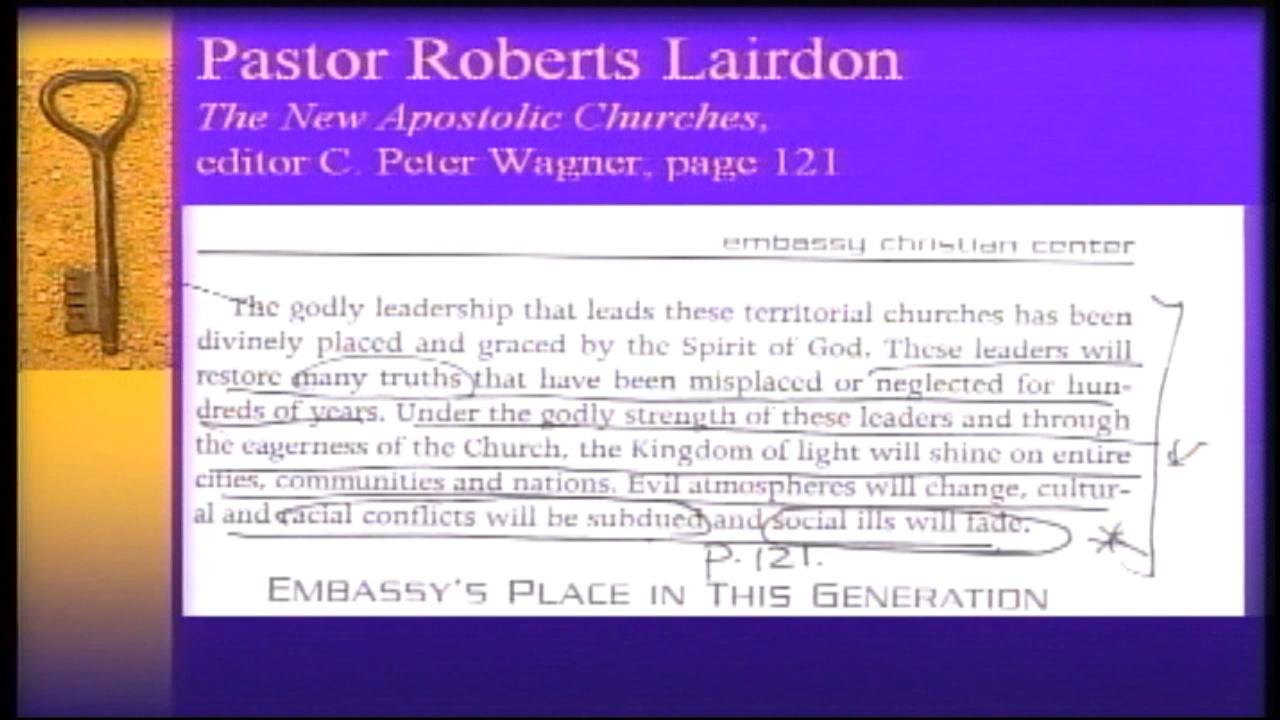 Pastor Roberts Lairdon
The New Apostolic Churches,
editor C. Peter Wagner, page 121
embassy christian center
The godly leadership that leads these territorial churches has been
divinely placed and graced by the Spirit of God. These leaders will
restore many truths that have been misplaced or neglected for hun-
dreds of years. Under the godly strength of these leaders and through
the eagerness of the Church, the Kingdom of light will shine on entire
cities, communities and nations. Evil atmospheres will change, cultur-
al and racial conflicts will be subdued and social ills will fade.
P. 121.
EMBASSY'S PLACE IN THIS GENERATION